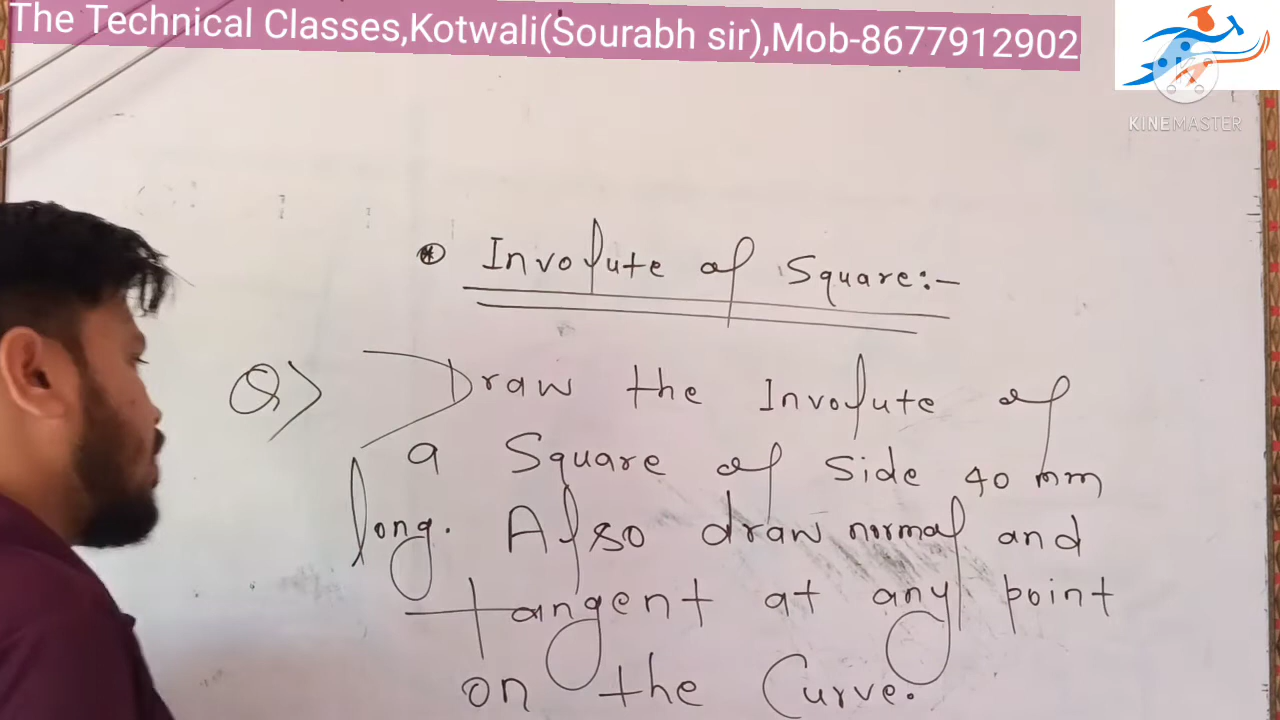 The Technical Classes,Kotwali(Sourabh sir),Mob-8677912902
KINEMASTER
* Involute of Square:-
Q> Draw the Involute of
a Square of Side 40 mm
long. Also draw normal and
tangent at any point
on the Curve.